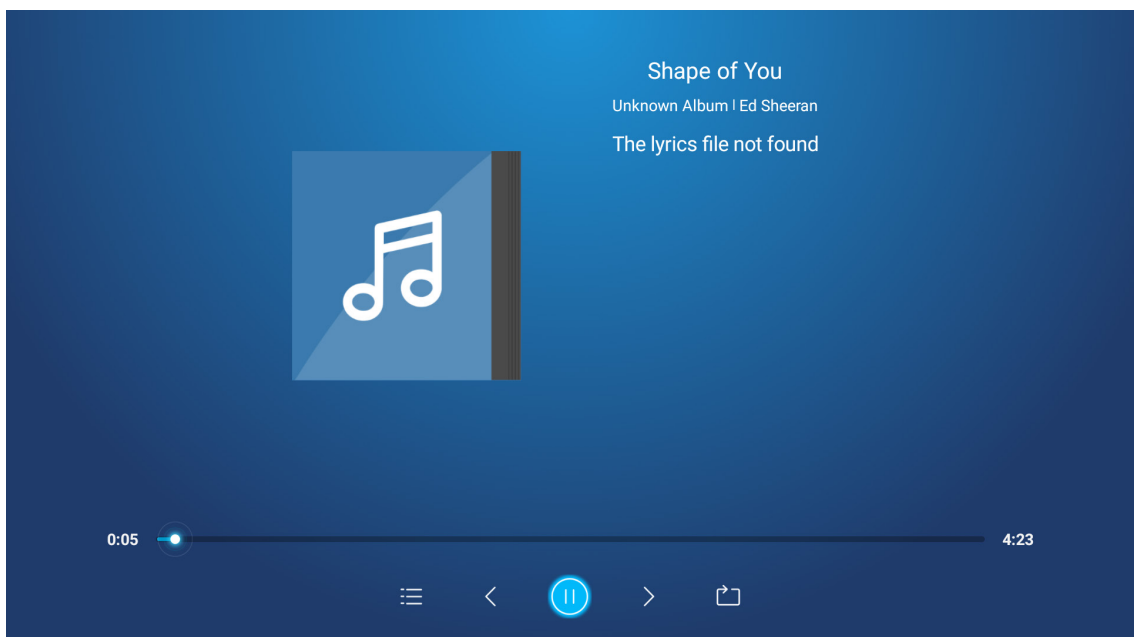 Shape of You
Unknown Album | Ed Sheeran
The lyrics file not found
0:05
4:23